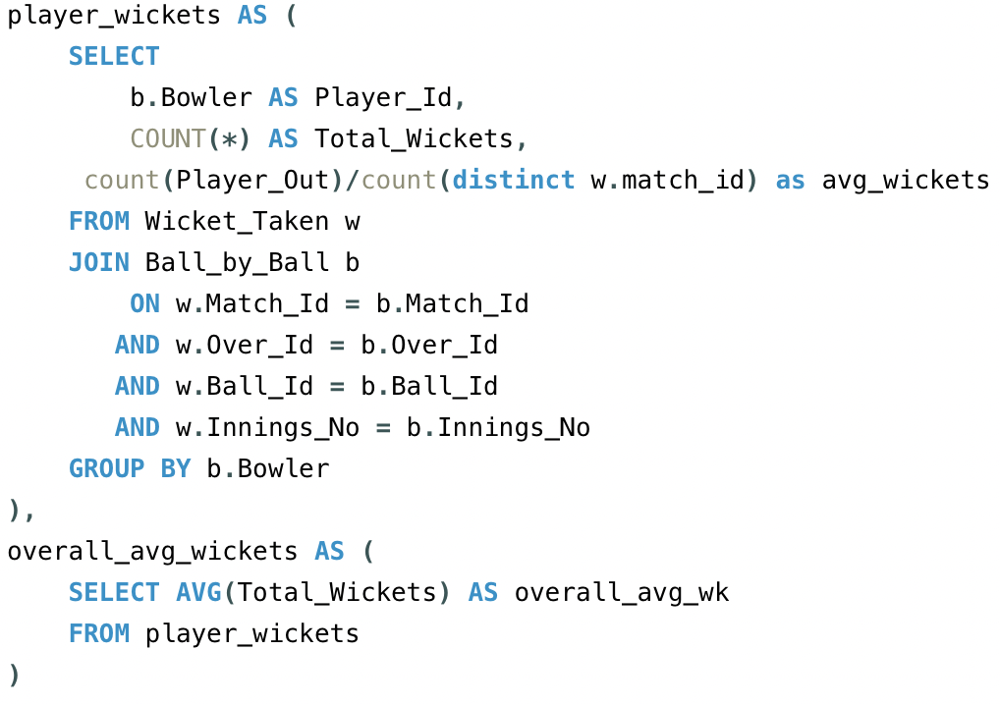 player_wickets AS (
    SELECT
        b.Bowler AS Player_Id,
        COUNT(*) AS Total_Wickets,
     count(Player_Out)/count(distinct w.match_id) as avg_wickets
    FROM Wicket_Taken w
    JOIN Ball_by_Ball b
        ON w.Match_Id = b.Match_Id
       AND w.Over_Id = b.Over_Id
       AND w.Ball_Id = b.Ball_Id
       AND w.Innings_No = b.Innings_No
    GROUP BY b.Bowler
),
overall_avg_wickets AS (
    SELECT AVG(Total_Wickets) AS overall_avg_wk
    FROM player_wickets
)